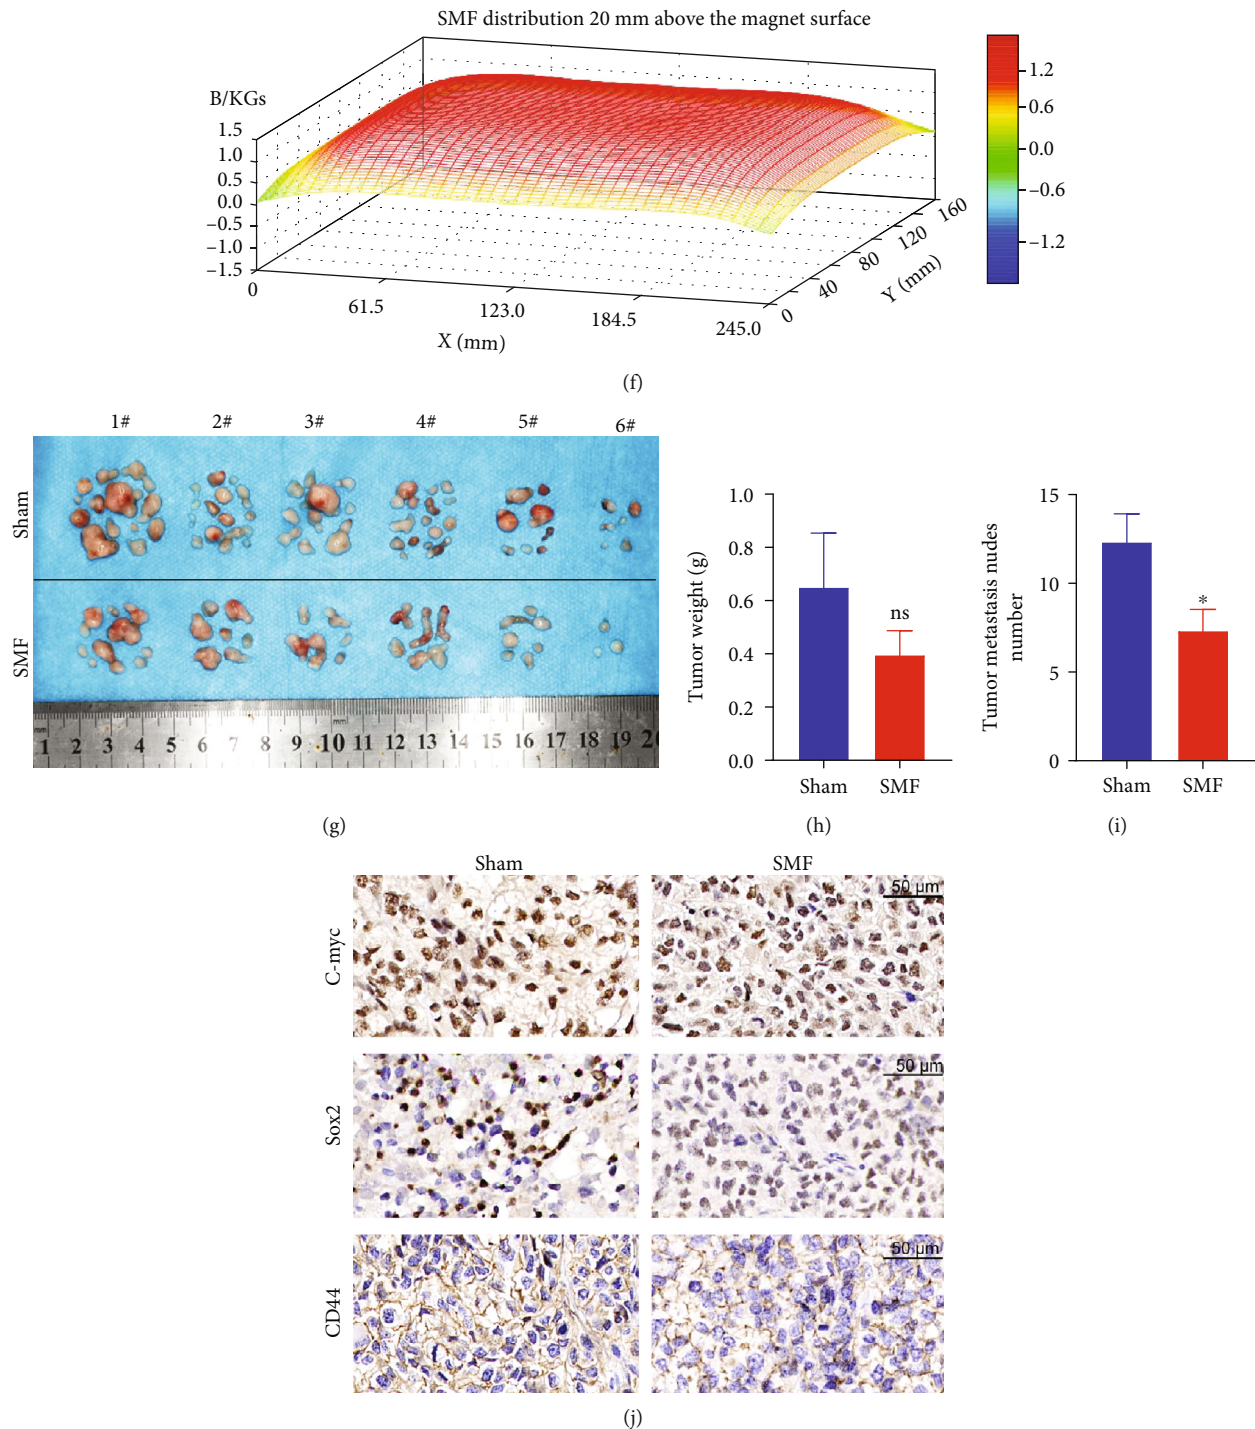 SMF distribution 20 mm above the magnet surface
B/KGs
1.5
1.0
0.5
0.0
−0.5
−1.0
−1.5
0
61.5
123.0
184.5
245.0
X (mm)
0
40
80
120
160
Y (mm)
1.2
0.6
0.0
−0.6
−1.2
(f)
1# 2# 3# 4# 5# 6#
Sham
SMF
mm
mm
1 2 3 4 5 6 7 8 9 10 11 12 13 14 15 16 17 18 19 20
(g)
Tumor weight (g)
1.0
0.8
0.6
0.4
0.2
0.0
ns
Sham SMF
(h)
Tumor metastasis nudes
number
15
10
5
0
*
Sham SMF
(i)
Sham SMF
C-myc
50 μm
Sox2
50 μm
CD44
50 μm
(j)